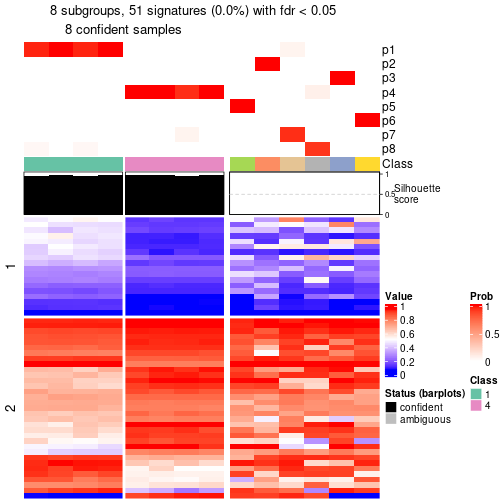 8 subgroups, 51 signatures (0.0%) with fdr < 0.05
8 confident samples
p1
p2
p3
p4
p5
p6
p7
p8
Class
1
0.5
0
Silhouette
score
1
2
Value
1
0.8
0.6
0.4
0.2
0
Prob
1
0.5
0
Status (barplots)
confident
ambiguous
Class
1
4